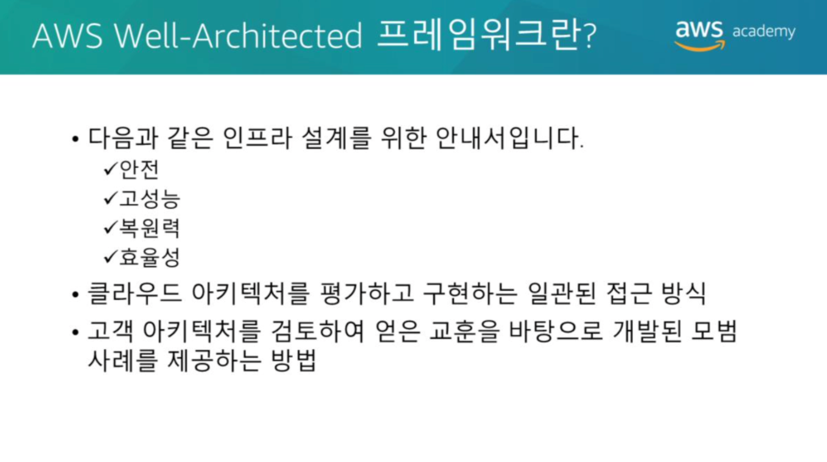 AWS Well-Architected 프레임워크란?
aws academy
• 다음과 같은 인프라 설계를 위한 안내서입니다.
✓안전
✓고성능
✓복원력
✓효율성
• 클라우드 아키텍처를 평가하고 구현하는 일관된 접근 방식
• 고객 아키텍처를 검토하여 얻은 교훈을 바탕으로 개발된 모범
사례를 제공하는 방법